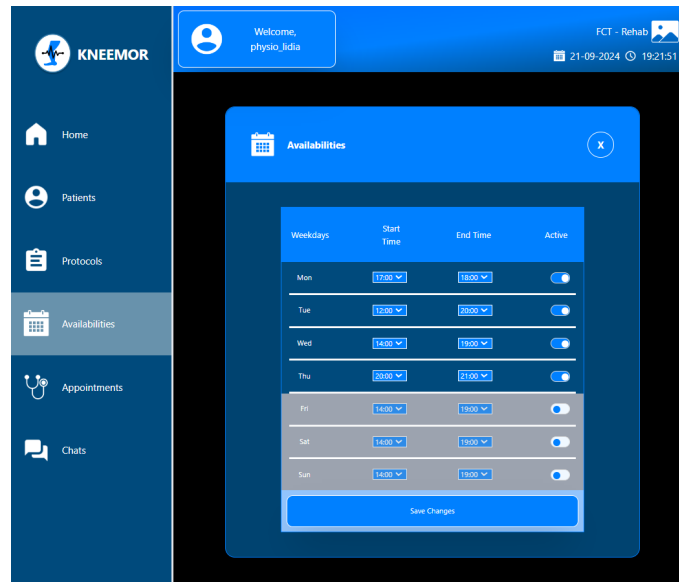 KNEEMOR
Home
Patients
Protocols
Availabilities
Appointments
Chats
Welcome,
physio_lidia
FCT - Rehab
21-09-2024 19:21:51
Availabilities
X
Weekdays Start Time End Time Active
Mon 17:00 18:00
Tue 12:00 20:00
Wed 14:00 19:00
Thu 20:00 21:00
Fri 14:00 19:00
Sat 14:00 19:00
Sun 14:00 19:00
Save Changes